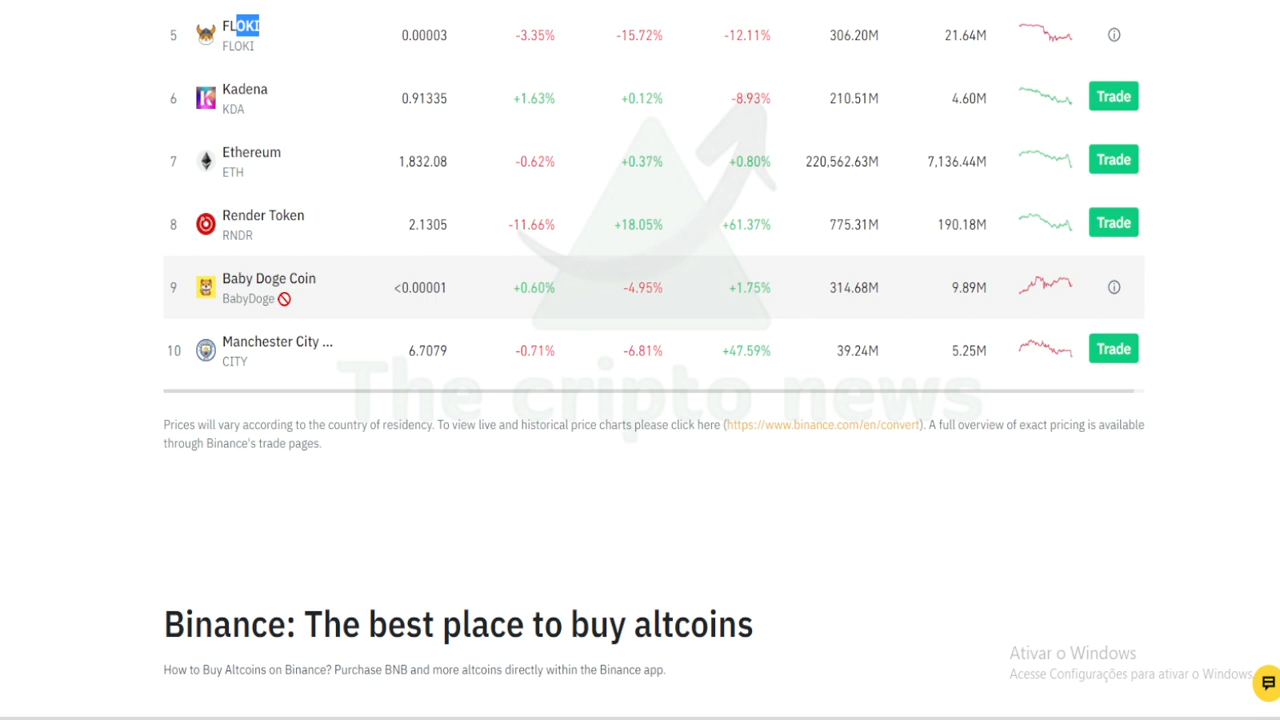 5 FLOKI 0.00003 -3.35% -15.72% -12.11% 306.20M 21.64M
FLOKI
6 Kadena 0.91335 +1.63% +0.12% -8.93% 210.51M 4.60M Trade
KDA
7 Ethereum 1,832.08 -0.62% +0.37% +0.80% 220,562.63M 7,136.44M Trade
ETH
8 Render Token 2.1305 -11.66% +18.05% +61.37% 775.31M 190.18M Trade
RNDR
9 Baby Doge Coin <0.00001 +0.60% -4.95% +1.75% 314.68M 9.89M
BabyDoge
10 Manchester City ... 6.7079 -0.71% -6.81% +47.59% 39.24M 5.25M Trade
CITY
The cripto news
Prices will vary according to the country of residency. To view live and historical price charts please click here (https://www.binance.com/en/convert). A full overview of exact pricing is available
through Binance's trade pages.
Binance: The best place to buy altcoins
How to Buy Altcoins on Binance? Purchase BNB and more altcoins directly within the Binance app.
Ativar o Windows
Acesse Configurações para ativar o Windows.